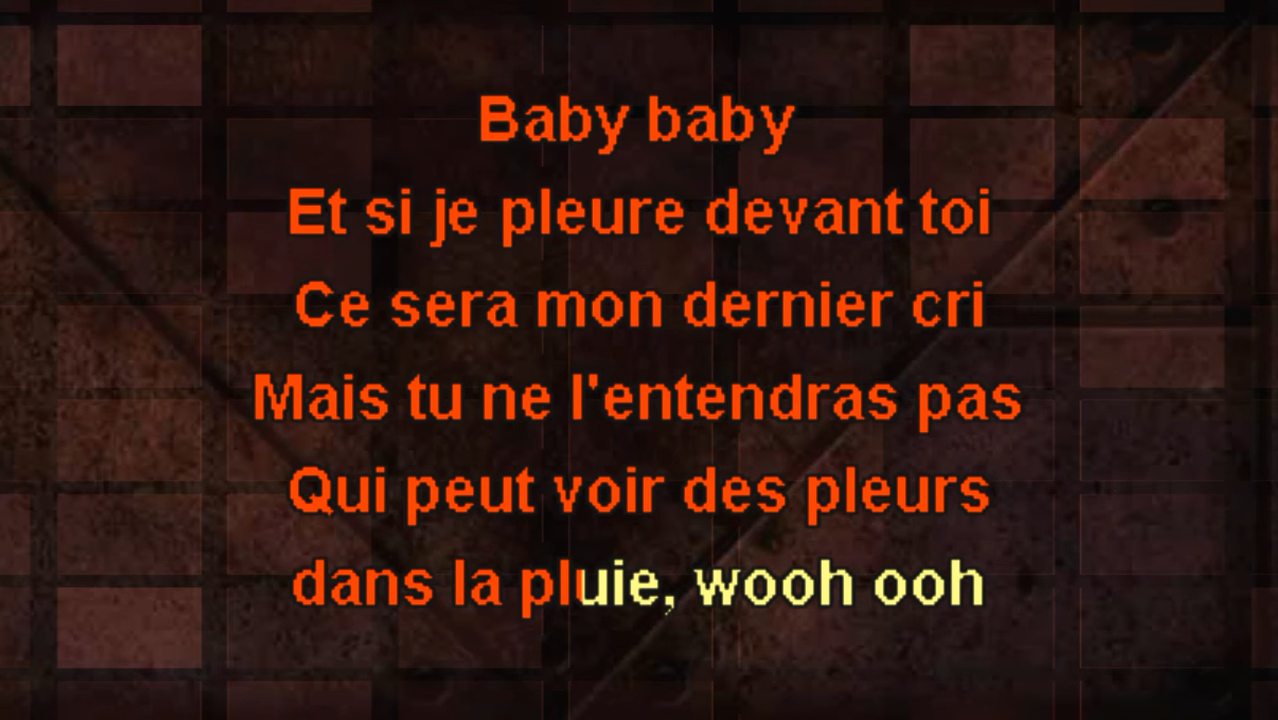 Baby baby
Et si je pleure devant toi
Ce sera mon dernier cri
Mais tu ne l'entendras pas
Qui peut voir des pleurs
dans la pluie, wooh ooh